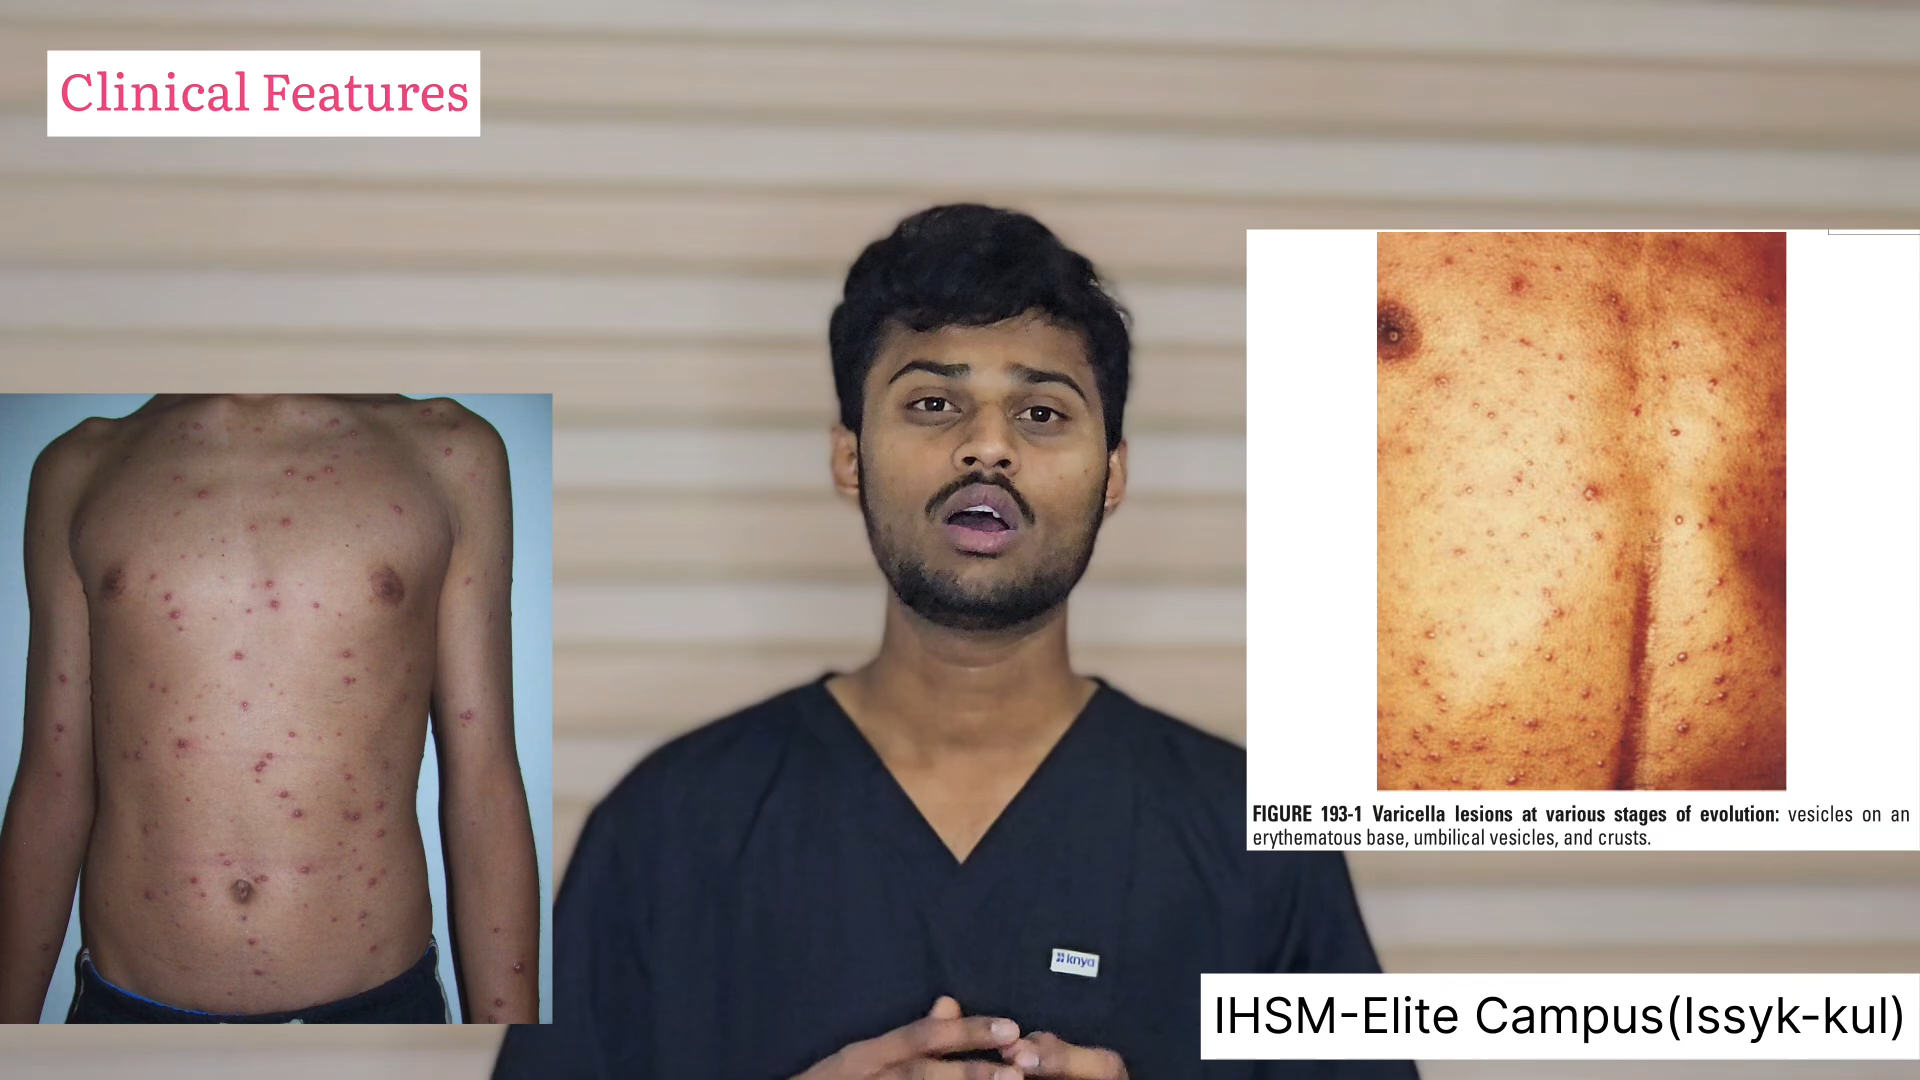 Clinical Features
FIGURE 193-1 Varicella lesions at various stages of evolution: vesicles on an
erythematous base, umbilical vesicles, and crusts.
knya
IHSM-Elite Campus(Issyk-kul)